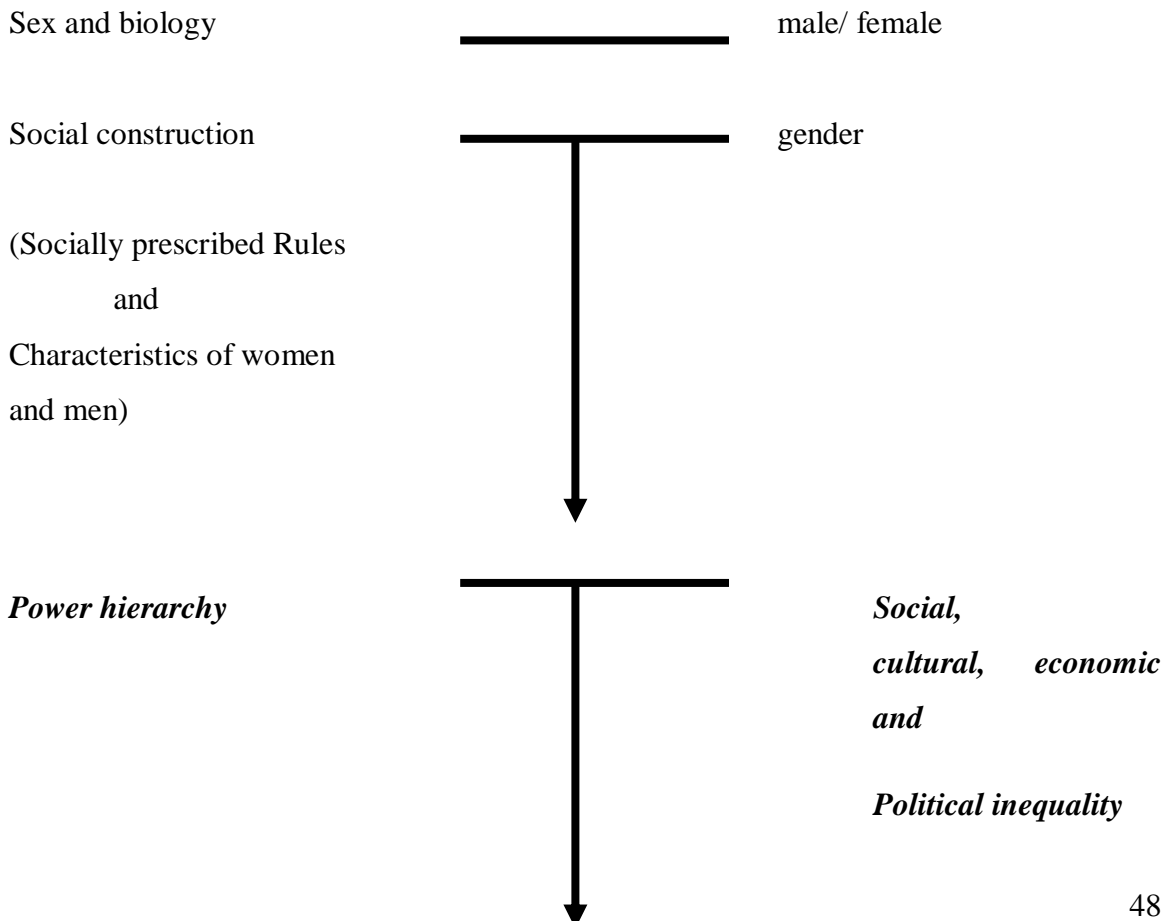 Sex and biology
male/ female
Social construction
gender
(Socially prescribed Rules
and
Characteristics of women
and men)
Power hierarchy
Social,
cultural, economic
and
Political inequality
48